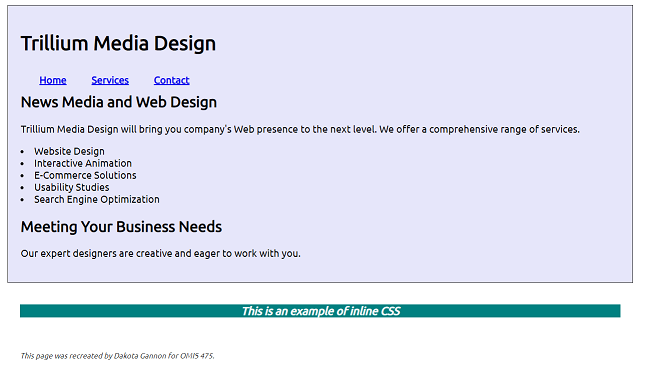 Trillium Media Design
Home Services Contact
News Media and Web Design
Trillium Media Design will bring you company's Web presence to the next level. We offer a comprehensive range of services.
• Website Design
• Interactive Animation
• E-Commerce Solutions
• Usability Studies
• Search Engine Optimization
Meeting Your Business Needs
Our expert designers are creative and eager to work with you.
This is an example of inline CSS
This page was recreated by Dakota Gannon for OMIS 475.